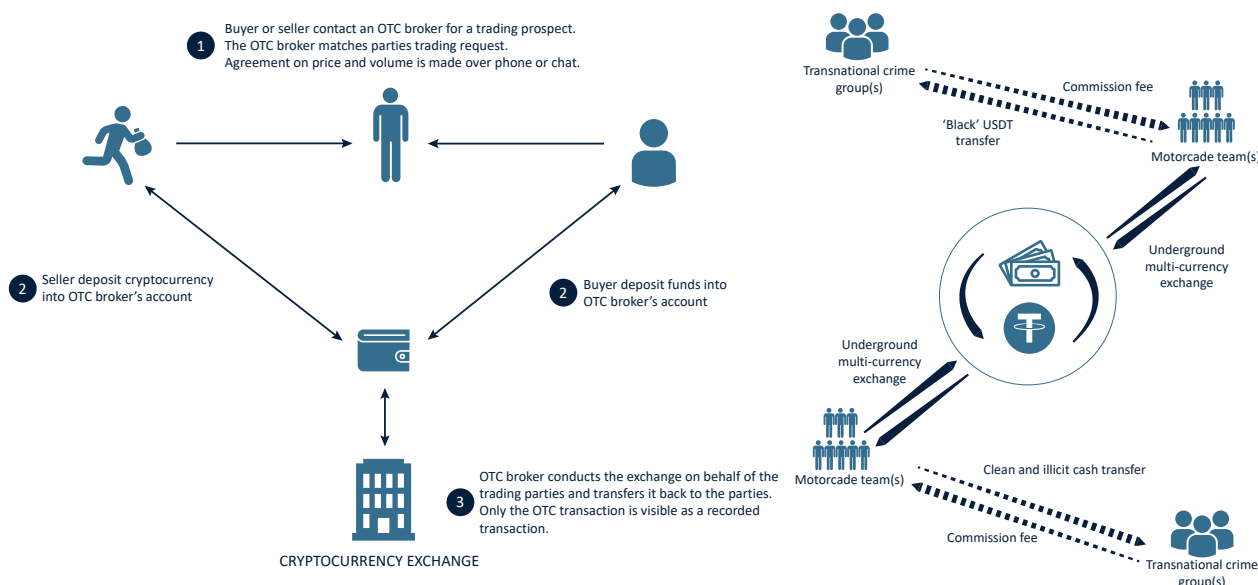 1
Buyer or seller contact an OTC broker for a trading prospect.
The OTC broker matches parties trading request.
Agreement on price and volume is made over phone or chat.
2
Seller deposit cryptocurrency
into OTC broker’s account
2
Buyer deposit funds into
OTC broker’s account
3
OTC broker conducts the exchange on behalf of the
trading parties and transfers it back to the parties.
Only the OTC transaction is visible as a recorded
transaction.
CRYPTOCURRENCY EXCHANGE
Transnational crime
group(s)
Commission fee
‘Black’ USDT
transfer
Motorcade team(s)
Underground
multi-currency
exchange
Underground
multi-currency
exchange
Motorcade team(s)
Clean and illicit cash transfer
Commission fee
Transnational crime
group(s)